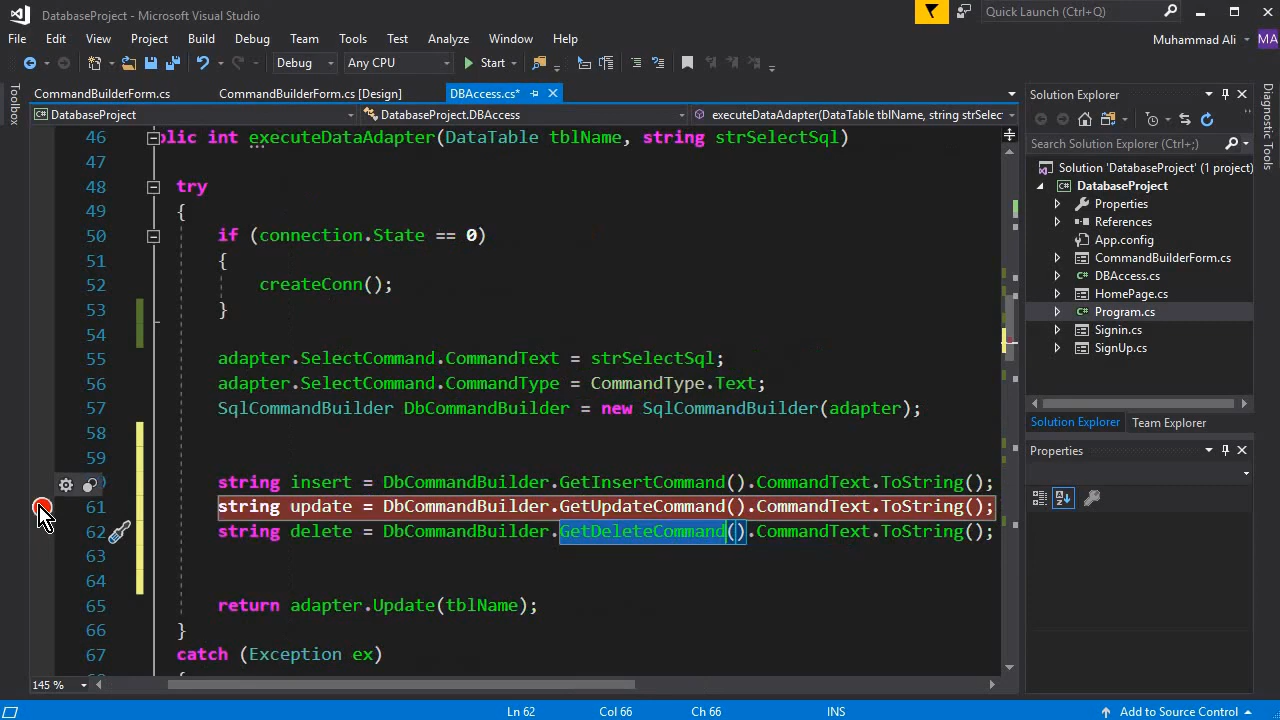 DatabaseProject - Microsoft Visual Studio
Quick Launch (Ctrl+;)
File Edit View Project Build Debug Team Tools Test Analyze Window Help
Muhammad Ali MA
Debug Any CPU Start
CommandBuilderForm.cs CommandBuilderForm.cs [Design] DBAccess.cs*
DatabaseProject DatabaseProject.DBAccess executeDataAdapter(DataTable tblName, string strSelect
Toolbox
46 blic int executeDataAdapter(DataTable tblName, string strSelectSql)
47
48 try
49 {
50 if (connection.State == 0)
51 {
52 createConn();
53 }
54
55 adapter.SelectCommand.CommandText = strSelectSql;
56 adapter.SelectCommand.CommandType = CommandType.Text;
57 SqlCommandBuilder DbCommandBuilder = new SqlCommandBuilder(adapter);
58
59
string insert = DbCommandBuilder.GetInsertCommand().CommandText.ToString();
61 string update = DbCommandBuilder.GetUpdateCommand().CommandText.ToString();
62 string delete = DbCommandBuilder.GetDeleteCommand().CommandText.ToString();
63
64
65 return adapter.Update(tblName);
66 }
67 catch (Exception ex)
145 %
Solution Explorer
Search Solution Explorer (Ctrl+;)
Solution 'DatabaseProject' (1 project)
DatabaseProject
Properties
References
App.config
CommandBuilderForm.cs
DBAccess.cs
HomePage.cs
Program.cs
Signin.cs
SignUp.cs
Solution Explorer Team Explorer
Properties
Diagnostic Tools
Ln 62 Col 66 Ch 66 INS Add to Source Control